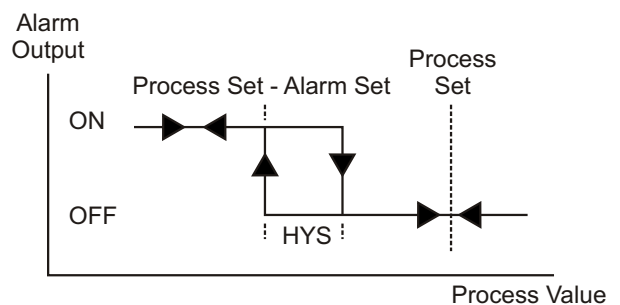 Alarm
Output
Process
Set
Process Set - Alarm Set
ON
OFF
HYS
Process Value